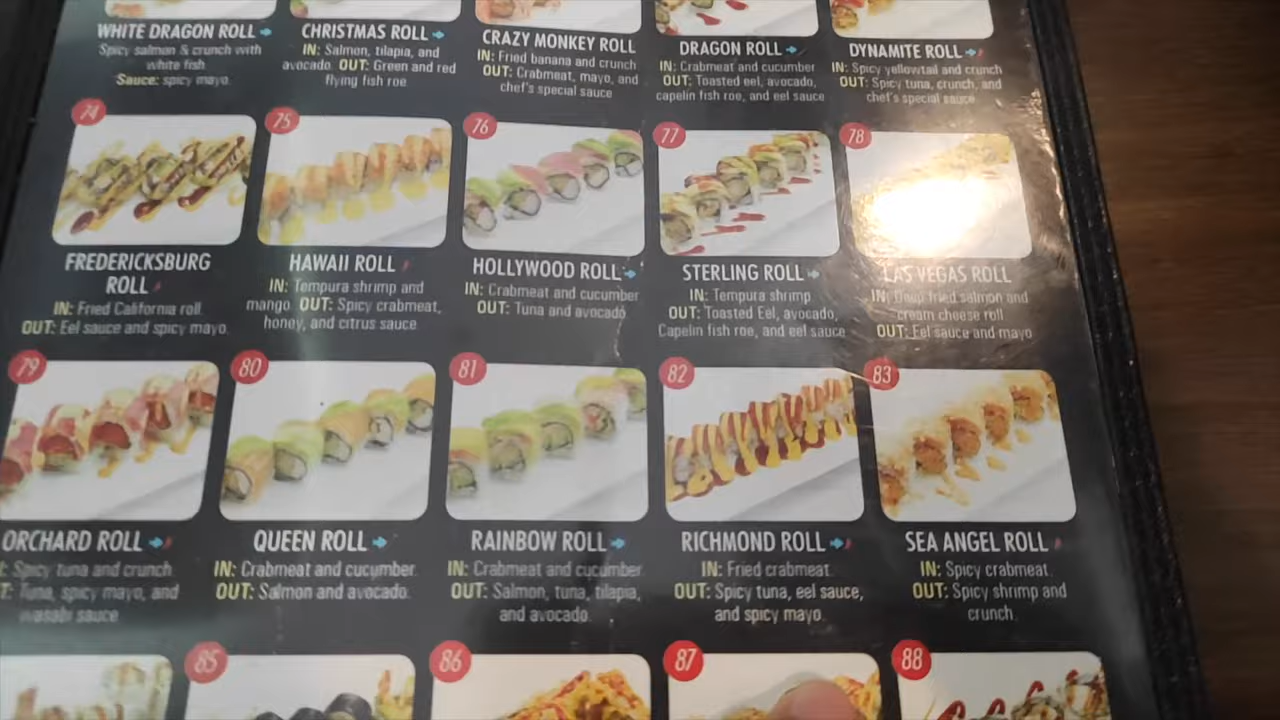 WHITE DRAGON ROLL
Spicy salmon & crunch with
white fish.
Sauce: spicy mayo.
CHRISTMAS ROLL
IN: Salmon, tilapia, and
avocado. OUT: Green and red
flying fish roe
CRAZY MONKEY ROLL
IN: Fried banana and crunch
OUT: Crabmeat, mayo, and
chef's special sauce
DRAGON ROLL
IN: Crabmeat and cucumber
OUT: Toasted eel, avocado,
capelin fish roe, and eel sauce
DYNAMITE ROLL
IN: Spicy yellowtail and crunch
OUT: Spicy tuna, crunch, and
chef's special sauce
74
FREDERICKSBURG
ROLL
IN: Fried California roll.
OUT: Eel sauce and spicy mayo.
75
HAWAII ROLL
IN: Tempura shrimp and
mango. OUT: Spicy crabmeat,
honey, and citrus sauce.
76
HOLLYWOOD ROLL
IN: Crabmeat and cucumber
OUT: Tuna and avocado
77
STERLING ROLL
IN: Tempura shrimp
OUT: Toasted Eel, avocado,
Capelin fish roe, and eel sauce
78
LAS VEGAS ROLL
IN: Deep fried salmon and
cream cheese roll
OUT: Eel sauce and mayo
79
ORCHARD ROLL
Spicy tuna and crunch.
Tuna, spicy mayo, and
wasabi sauce
80
QUEEN ROLL
IN: Crabmeat and cucumber.
OUT: Salmon and avocado.
81
RAINBOW ROLL
IN: Crabmeat and cucumber.
OUT: Salmon, tuna, tilapia,
and avocado.
82
RICHMOND ROLL
IN: Fried crabmeat.
OUT: Spicy tuna, eel sauce,
and spicy mayo.
83
SEA ANGEL ROLL
IN: Spicy crabmeat.
OUT: Spicy shrimp and
crunch.
85
86
87
88